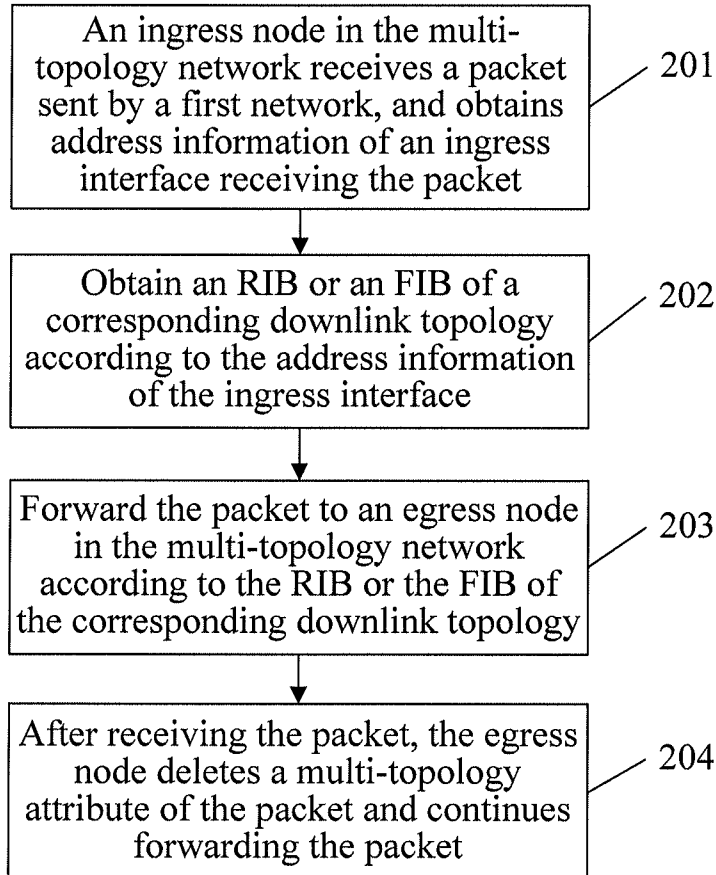 An ingress node in the multi-
topology network receives a packet
sent by a first network, and obtains
address information of an ingress
interface receiving the packet
201
Obtain an RIB or an FIB of a
corresponding downlink topology
according to the address information
of the ingress interface
202
Forward the packet to an egress node
in the multi-topology network
according to the RIB or the FIB of
the corresponding downlink topology
203
After receiving the packet, the egress
node deletes a multi-topology
attribute of the packet and continues
forwarding the packet
204